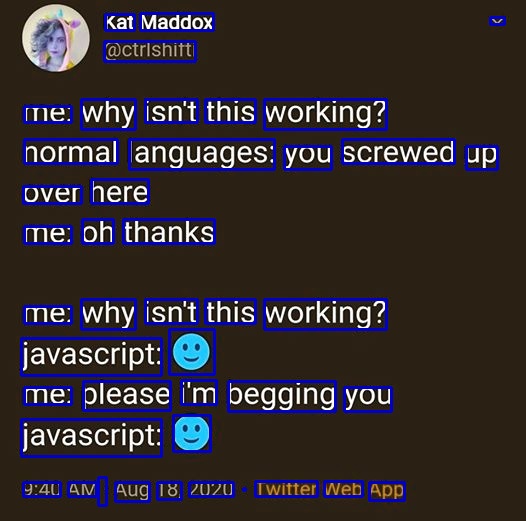 Kat Maddox
@ctrlshifti
me: why isn't this working?
normal languages: you screwed up
over here
me: oh thanks
me: why isn't this working?
javascript: 🙂
me: please i'm begging you
javascript: 🙂
9:40 AM · Aug 18, 2020 · Twitter Web App